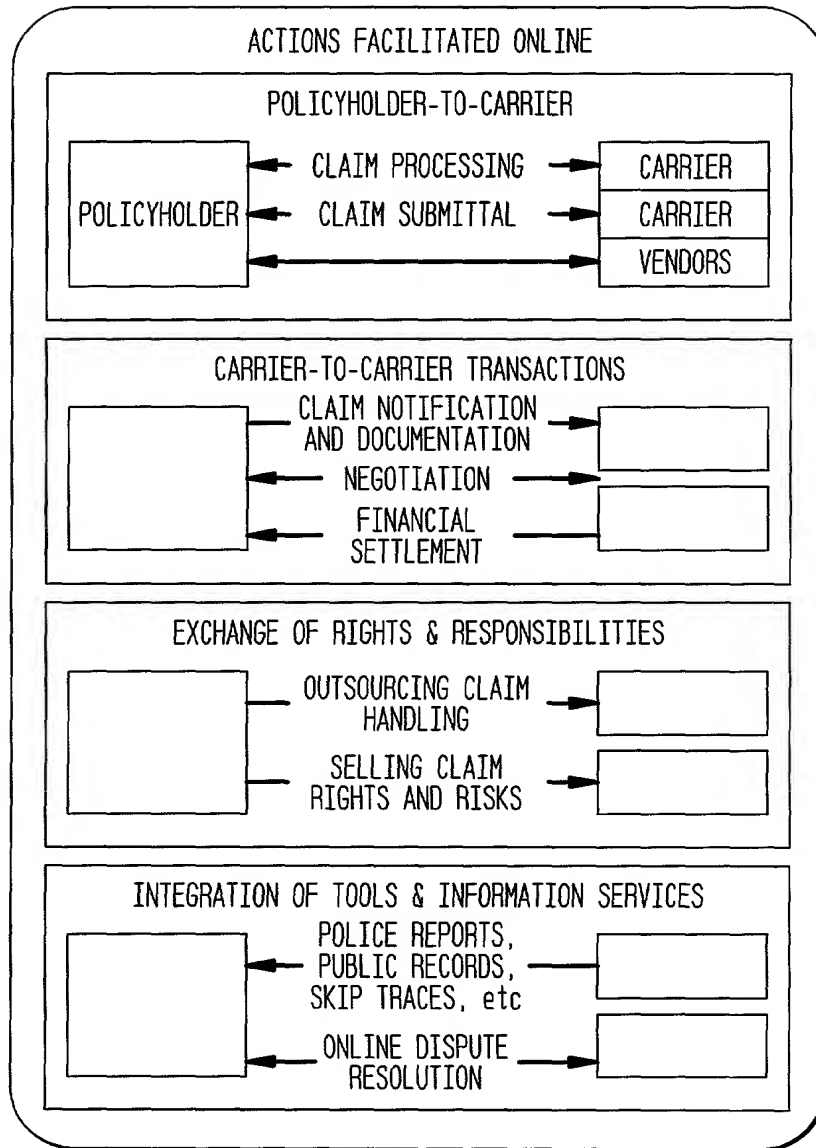 ACTIONS FACILITATED ONLINE
POLICYHOLDER-TO-CARRIER
POLICYHOLDER
CLAIM PROCESSING
CARRIER
CLAIM SUBMITTAL
CARRIER
VENDORS
CARRIER-TO-CARRIER TRANSACTIONS
CLAIM NOTIFICATION
AND DOCUMENTATION
NEGOTIATION
FINANCIAL
SETTLEMENT
EXCHANGE OF RIGHTS & RESPONSIBILITIES
OUTSOURCING CLAIM
HANDLING
SELLING CLAIM
RIGHTS AND RISKS
INTEGRATION OF TOOLS & INFORMATION SERVICES
POLICE REPORTS,
PUBLIC RECORDS,
SKIP TRACES, etc
ONLINE DISPUTE
RESOLUTION